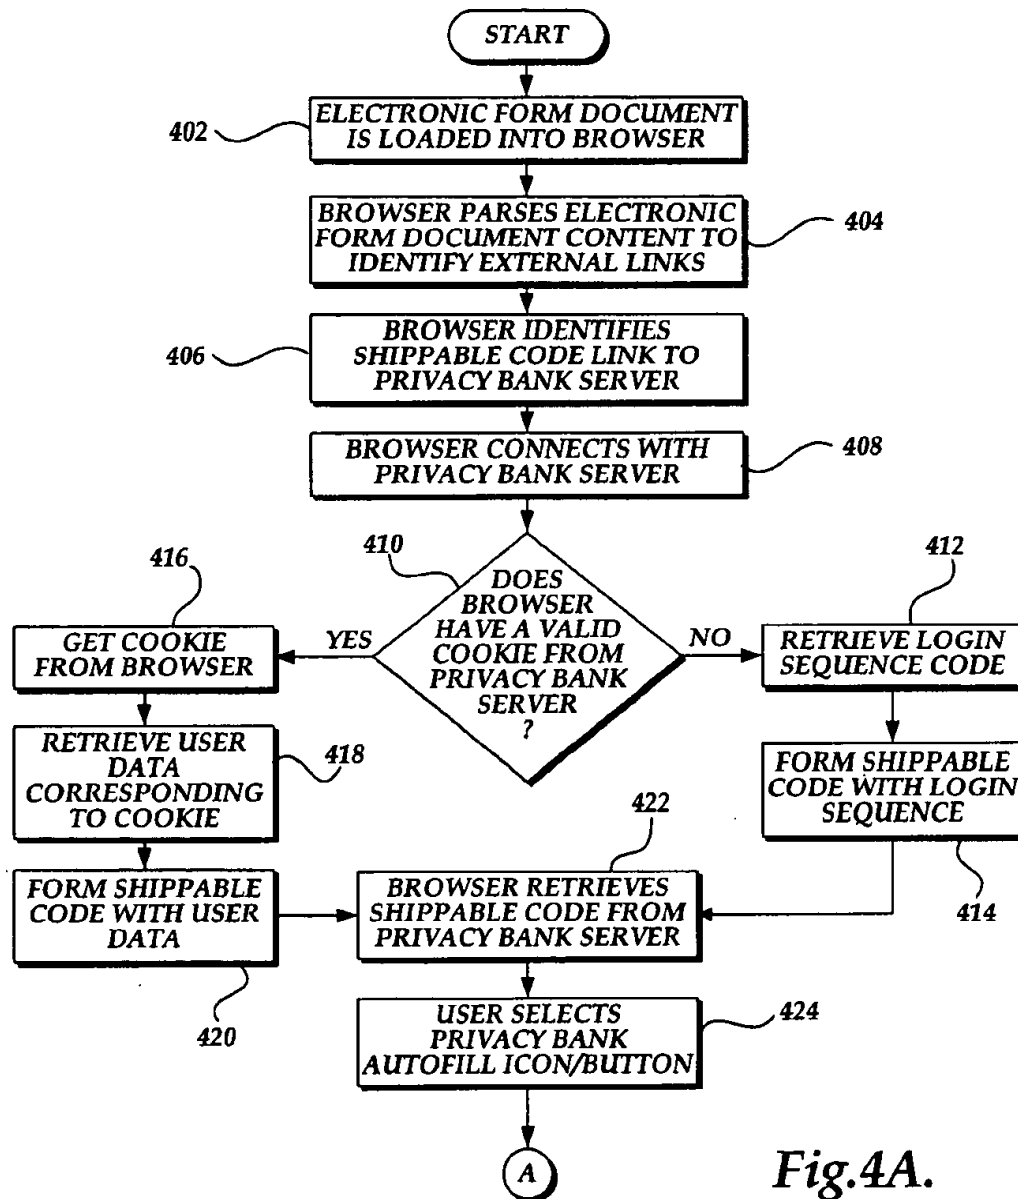 START
402
ELECTRONIC FORM DOCUMENT
IS LOADED INTO BROWSER
BROWSER PARSES ELECTRONIC
FORM DOCUMENT CONTENT TO
IDENTIFY EXTERNAL LINKS
404
406
BROWSER IDENTIFIES
SHIPPABLE CODE LINK TO
PRIVACY BANK SERVER
BROWSER CONNECTS WITH
PRIVACY BANK SERVER
408
410
DOES
BROWSER
HAVE A VALID
COOKIE FROM
PRIVACY BANK
SERVER
?
YES
NO
416
GET COOKIE
FROM BROWSER
412
RETRIEVE LOGIN
SEQUENCE CODE
RETRIEVE USER
DATA
CORRESPONDING
TO COOKIE
418
FORM SHIPPABLE
CODE WITH LOGIN
SEQUENCE
414
FORM SHIPPABLE
CODE WITH USER
DATA
420
422
BROWSER RETRIEVES
SHIPPABLE CODE FROM
PRIVACY BANK SERVER
USER SELECTS
PRIVACY BANK
AUTOFILL ICON/BUTTON
424
A
Fig.4A.